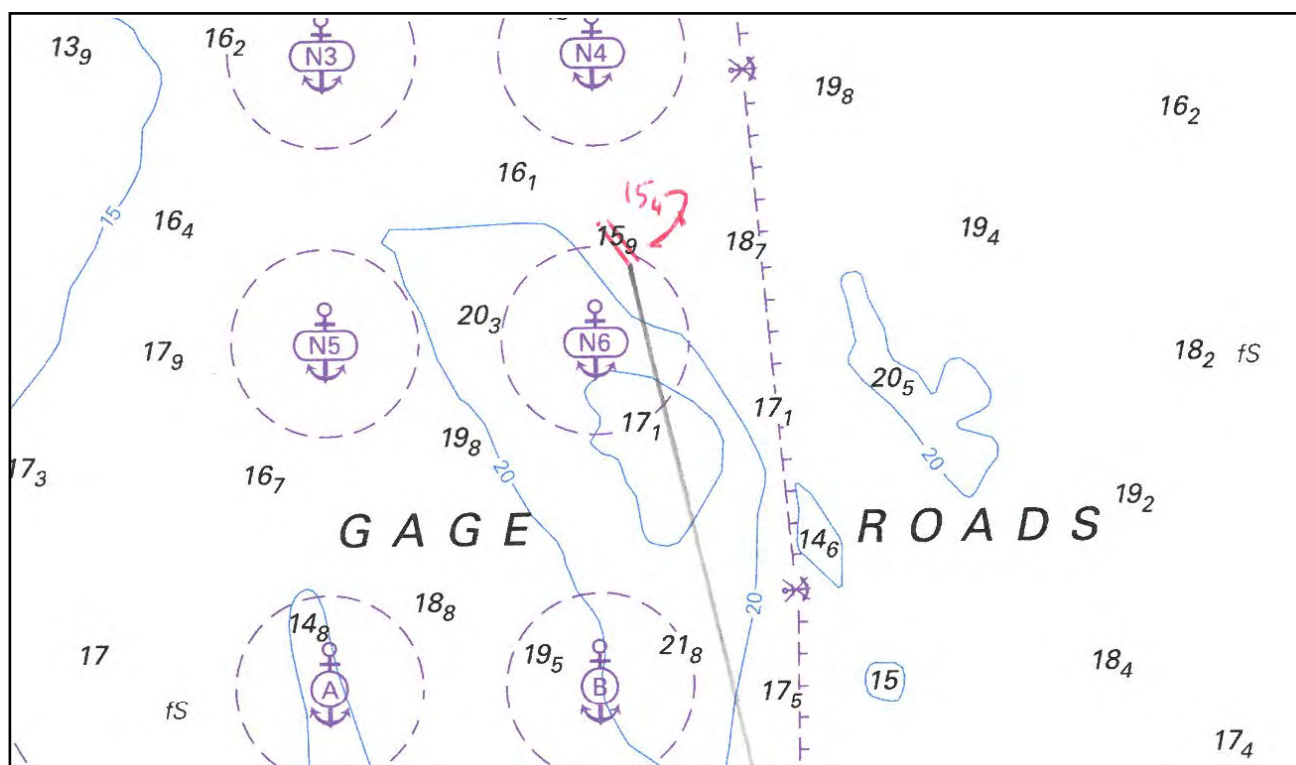 13₉ 16₂ N3 N4 19₈ 16₂
16₁ 15₄
15 16₄ 15₉ 18₇ 19₄
20₃ N5 N6 17₉ 18₂ fS
20₅
17₁ 17₁
19₈ 20 20
17₃ 16₇ 19₂
GAGE ROADS
14₆
18₈ 20
14₈
17 19₅ 21₈ 18₄
A B 17₅ 15
fS
17₄